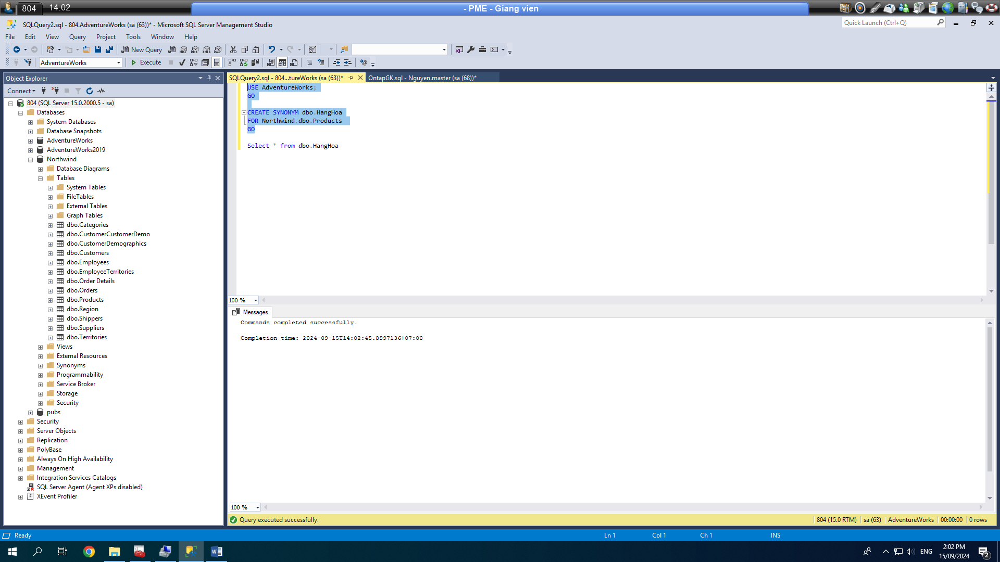 804
14:02
- PME - Giang vien
SQLQuery2.sql - 804.AdventureWorks (sa (63))* - Microsoft SQL Server Management Studio
Quick Launch (Ctrl+Q)
File Edit View Query Project Tools Window Help
New Query MDX DMX XMLA DAX
AdventureWorks Execute
Object Explorer
SQLQuery2.sql - 804...tureWorks (sa (63))*
OntapGK.sql - Nguyen.master (sa (68))*
Connect
804 (SQL Server 15.0.2000.5 - sa)
Databases
System Databases
Database Snapshots
AdventureWorks
AdventureWorks2019
Northwind
Database Diagrams
Tables
System Tables
FileTables
External Tables
Graph Tables
dbo.Categories
dbo.CustomerCustomerDemo
dbo.CustomerDemographics
dbo.Customers
dbo.Employees
dbo.EmployeeTerritories
dbo.Order Details
dbo.Orders
dbo.Products
dbo.Region
dbo.Shippers
dbo.Suppliers
dbo.Territories
Views
External Resources
Synonyms
Programmability
Service Broker
Storage
Security
pubs
Security
Server Objects
Replication
PolyBase
Always On High Availability
Management
Integration Services Catalogs
SQL Server Agent (Agent XPs disabled)
XEvent Profiler
USE AdventureWorks;
GO
CREATE SYNONYM dbo.HangHoa
FOR Northwind.dbo.Products
GO
Select * from dbo.HangHoa
100 %
Messages
Commands completed successfully.
Completion time: 2024-09-15T14:02:45.8997136+07:00
100 %
Query executed successfully.
804 (15.0 RTM) sa (63) AdventureWorks 00:00:00 0 rows
Ready
Ln 1 Col 1 Ch 1 INS
ENG
2:02 PM
15/09/2024
2